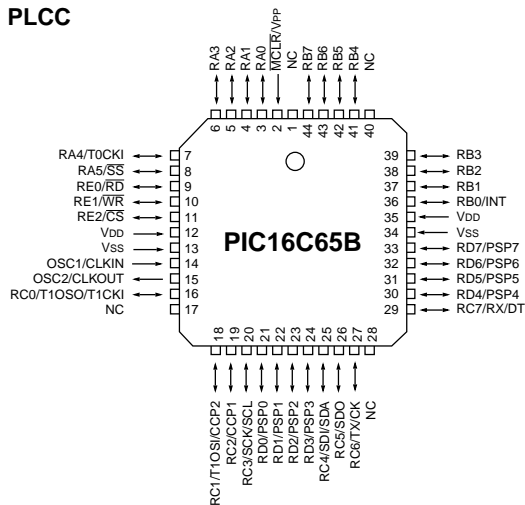 PLCC
RA3
RA2
RA1
RA0
MCLR/VPP
NC
RB7
RB6
RB5
RB4
NC
6
5
4
3
2
1
44
43
42
41
40
RA4/T0CKI 7
RA5/SS 8
RE0/RD 9
RE1/WR 10
RE2/CS 11
VDD 12
VSS 13
OSC1/CLKIN 14
OSC2/CLKOUT 15
RC0/T1OSO/T1CKI 16
NC 17
PIC16C65B
39 RB3
38 RB2
37 RB1
36 RB0/INT
35 VDD
34 VSS
33 RD7/PSP7
32 RD6/PSP6
31 RD5/PSP5
30 RD4/PSP4
29 RC7/RX/DT
18
19
20
21
22
23
24
25
26
27
28
RC1/T1OSI/CCP2
RC2/CCP1
RC3/SCK/SCL
RD0/PSP0
RD1/PSP1
RD2/PSP2
RD3/PSP3
RC4/SDI/SDA
RC5/SDO
RC6/TX/CK
NC